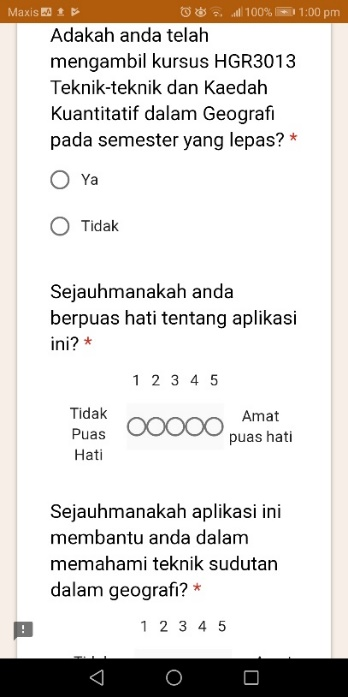 Maxis 100% 1:00 pm
Adakah anda telah
mengambil kursus HGR3013
Teknik-teknik dan Kaedah
Kuantitatif dalam Geografi
pada semester yang lepas? *
Ya
Tidak
Sejauhmanakah anda
berpuas hati tentang aplikasi
ini? *
1 2 3 4 5
Tidak
Puas
Hati
Amat
puas hati
Sejauhmanakah aplikasi ini
membantu anda dalam
memahami teknik sudutan
dalam geografi? *
1 2 3 4 5